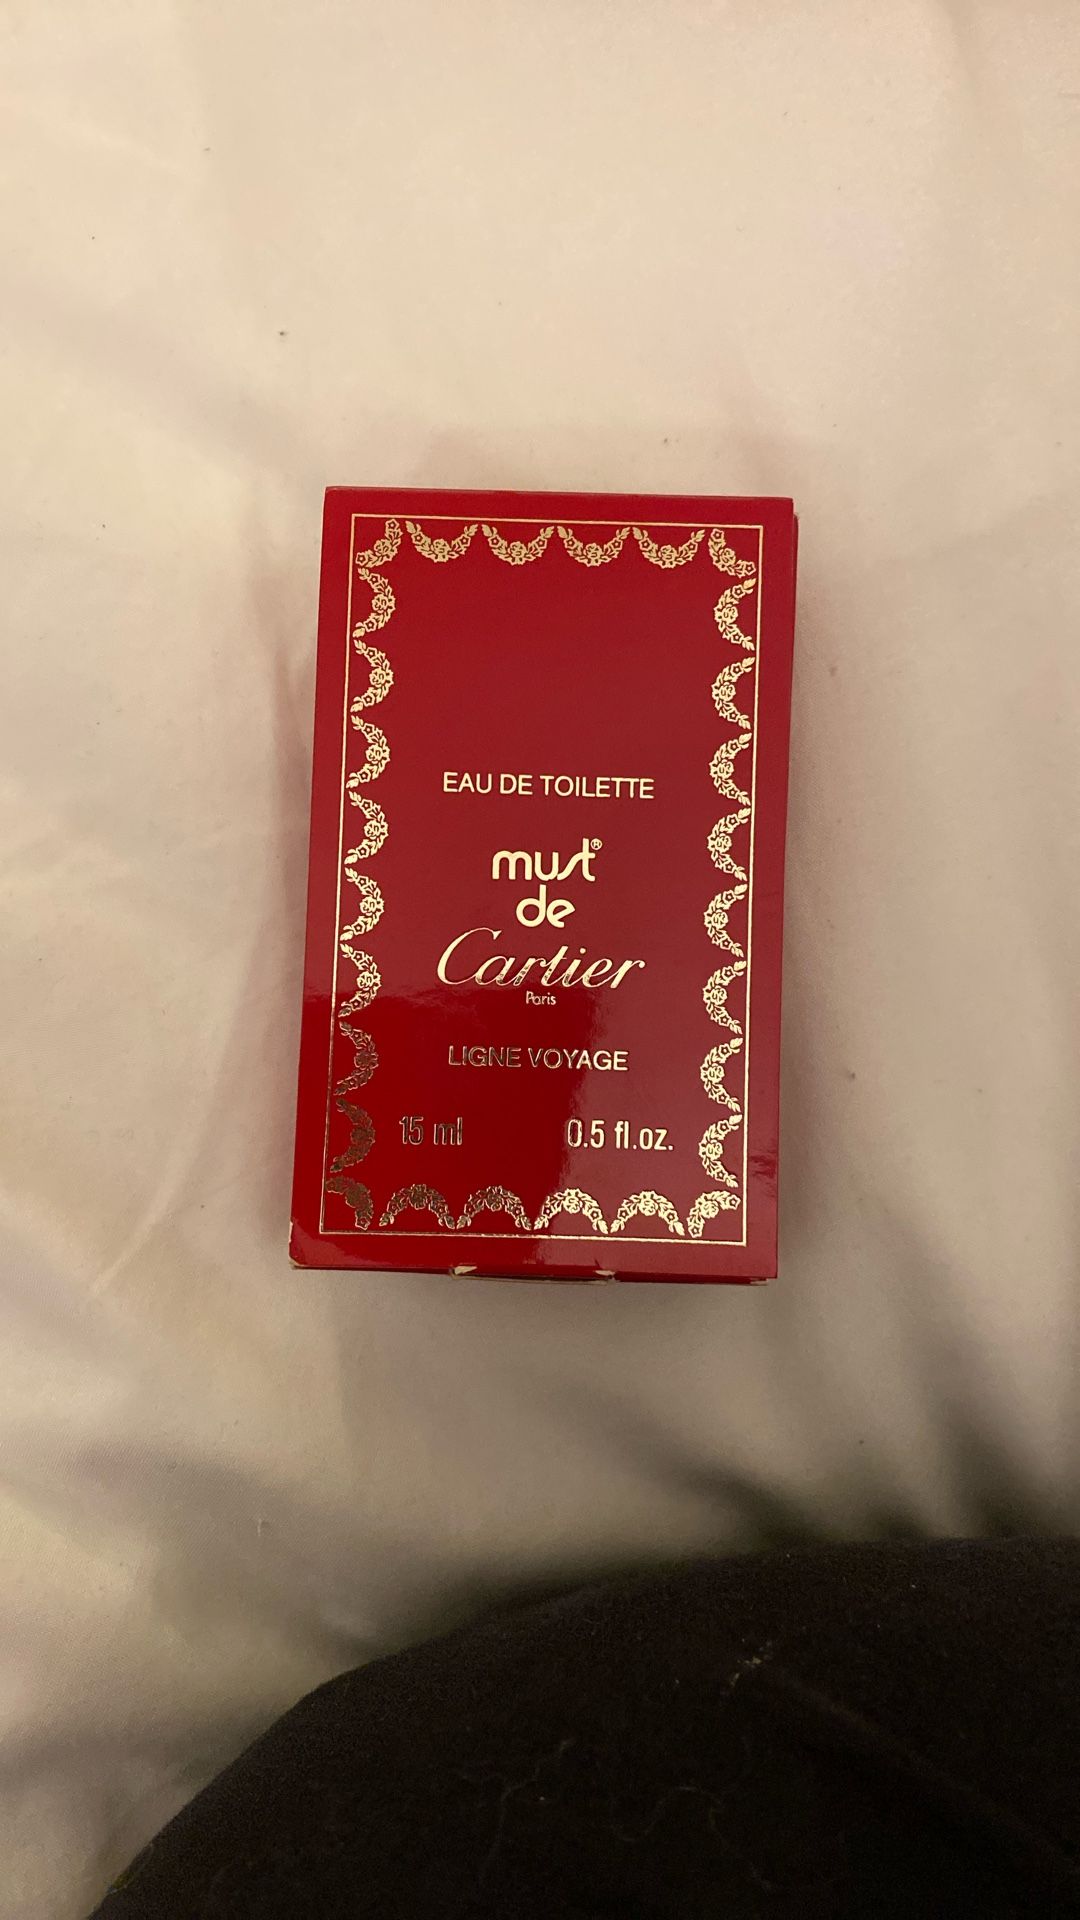 EAU DE TOILETTE
must®
de
Cartier
Paris
LIGNE VOYAGE
15 ml 0.5 fl.oz.